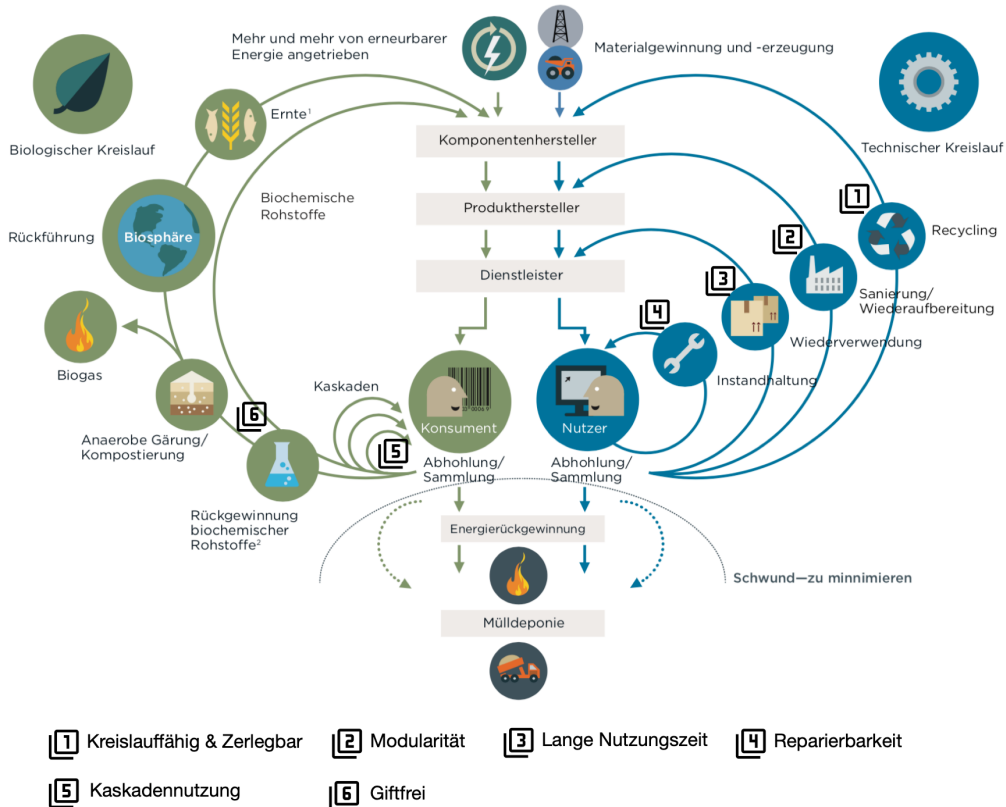 Mehr und mehr von erneurbarer
Energie angetrieben
Materialgewinnung und -erzeugung
Biologischer Kreislauf
Technischer Kreislauf
Ernte¹
Komponentenhersteller
Biochemische
Rohstoffe
Produkthersteller
1
Recycling
Rückführung
Biosphäre
2
Dienstleister
3
Sanierung/
Wiederaufbereitung
4
Wiederverwendung
Biogas
Kaskaden
Instandhaltung
6
Konsument
Nutzer
Anaerobe Gärung/
Kompostierung
5
Abhohlung/
Sammlung
Abhohlung/
Sammlung
Rückgewinnung
biochemischer
Rohstoffe²
Energierückgewinnung
Schwund—zu minnimieren
Mülldeponie
1 Kreislauffähig & Zerlegbar
2 Modularität
3 Lange Nutzungszeit
4 Reparierbarkeit
5 Kaskadennutzung
6 Giftfrei